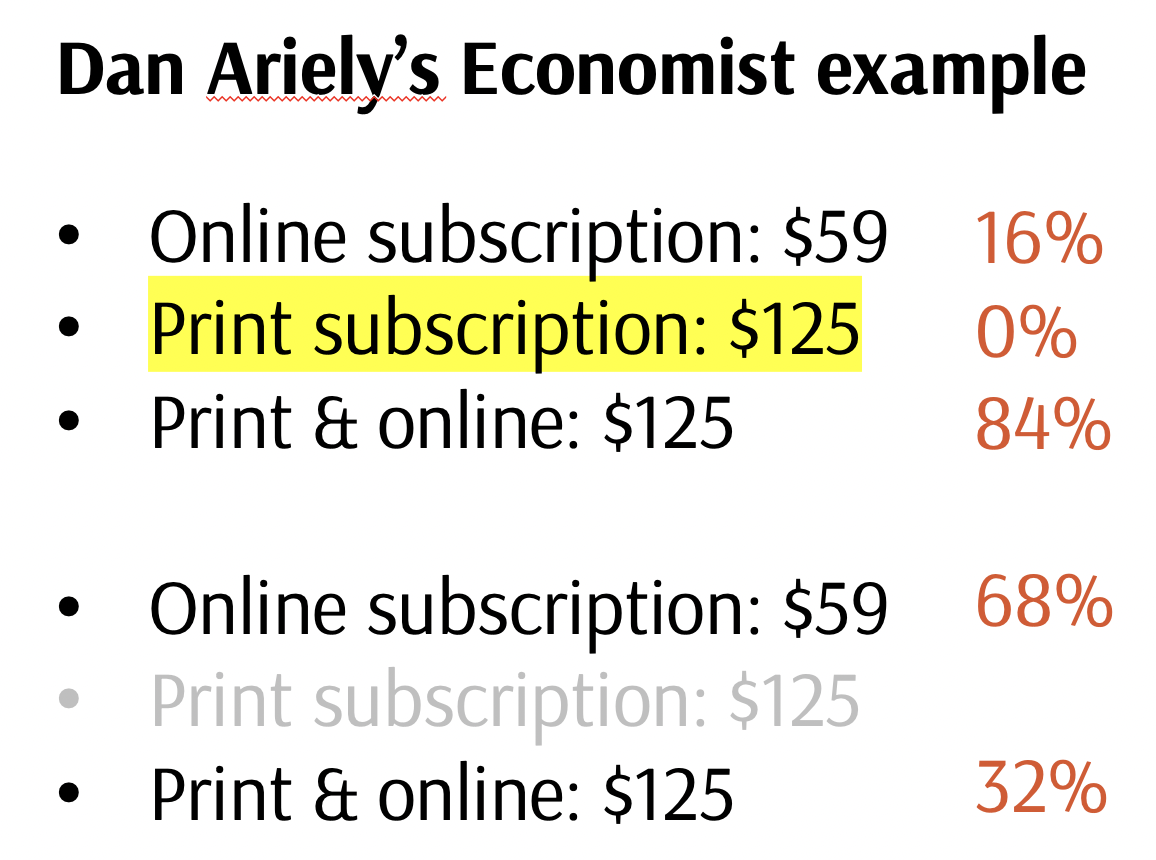 Dan Ariely’s Economist example
• Online subscription: $59 16%
• Print subscription: $125 0%
• Print & online: $125 84%
• Online subscription: $59 68%
• Print subscription: $125
• Print & online: $125 32%